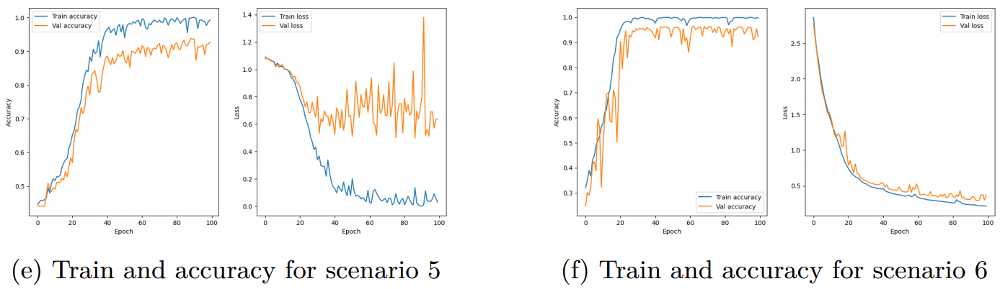 Train accuracy
Val accuracy
1.0
0.9
0.8
0.7
0.6
0.5
Accuracy
0 20 40 60 80 100
Epoch
Train loss
Val loss
1.4
1.2
1.0
0.8
0.6
0.4
0.2
0.0
Loss
0 20 40 60 80 100
Epoch
(e) Train and accuracy for scenario 5
1.0
0.9
0.8
0.7
0.6
0.5
0.4
0.3
Accuracy
Train accuracy
Val accuracy
0 20 40 60 80 100
Epoch
Train loss
Val loss
2.5
2.0
1.5
1.0
0.5
Loss
0 20 40 60 80 100
Epoch
(f) Train and accuracy for scenario 6